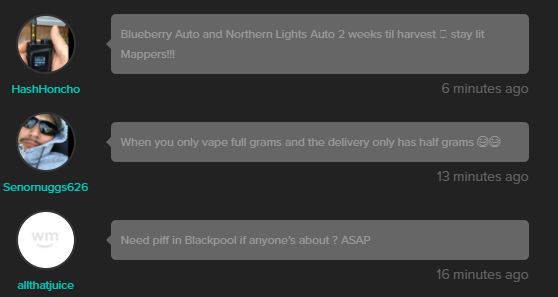 Blueberry Auto and Northern Lights Auto 2 weeks til harvest 🤙 stay lit
Mappers!!!
HashHoncho
6 minutes ago
When you only vape full grams and the delivery only has half grams 😂😂
Senornuggs626
13 minutes ago
wm
Need piff in Blackpool if anyone's about ? ASAP
allthatjuice
16 minutes ago